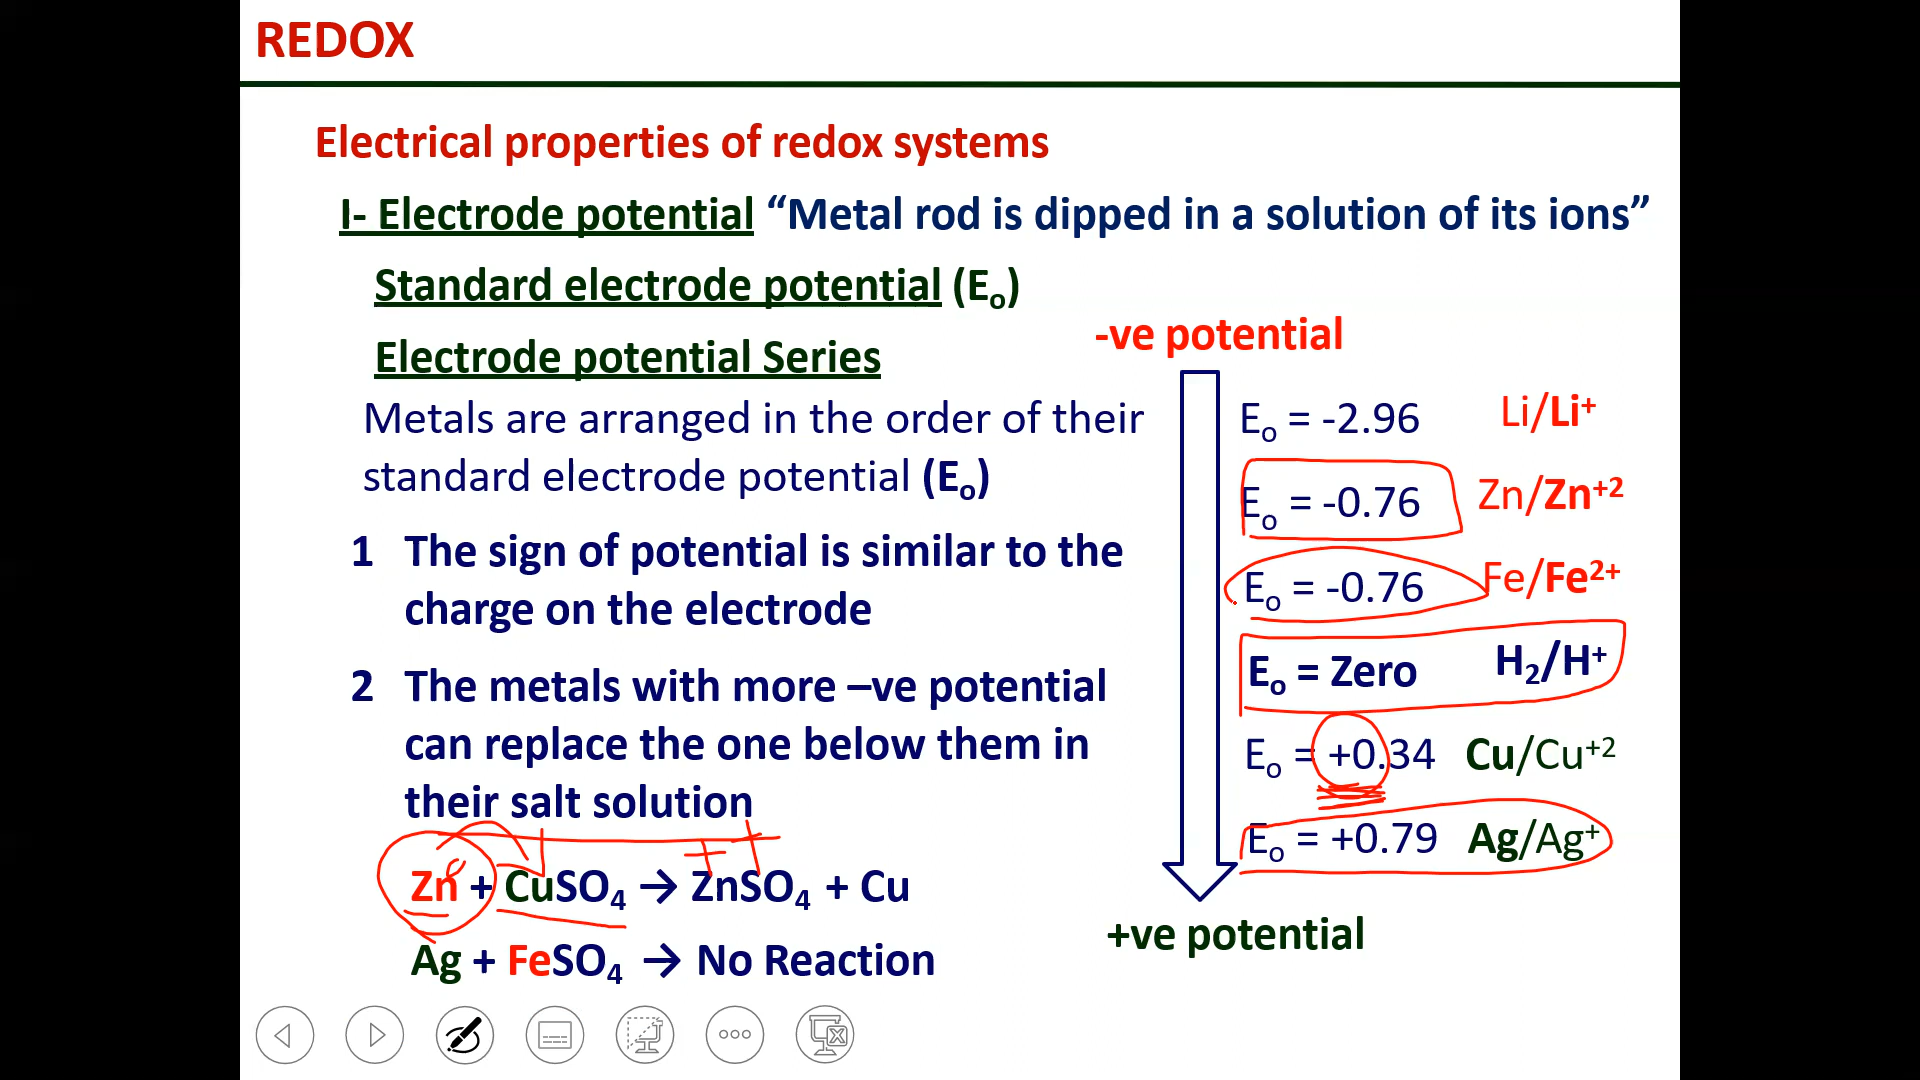 REDOX
Electrical properties of redox systems
I- Electrode potential “Metal rod is dipped in a solution of its ions”
Standard electrode potential (Eo)
Electrode potential Series
Metals are arranged in the order of their
standard electrode potential (Eo)
1 The sign of potential is similar to the
charge on the electrode
2 The metals with more –ve potential
can replace the one below them in
their salt solution
Zn + CuSO4 → ZnSO4 + Cu
Ag + FeSO4 → No Reaction
-ve potential
Eo = -2.96 Li/Li+
Eo = -0.76 Zn/Zn+2
Eo = -0.76 Fe/Fe2+
Eo = Zero H2/H+
Eo = +0.34 Cu/Cu+2
Eo = +0.79 Ag/Ag+
+ve potential